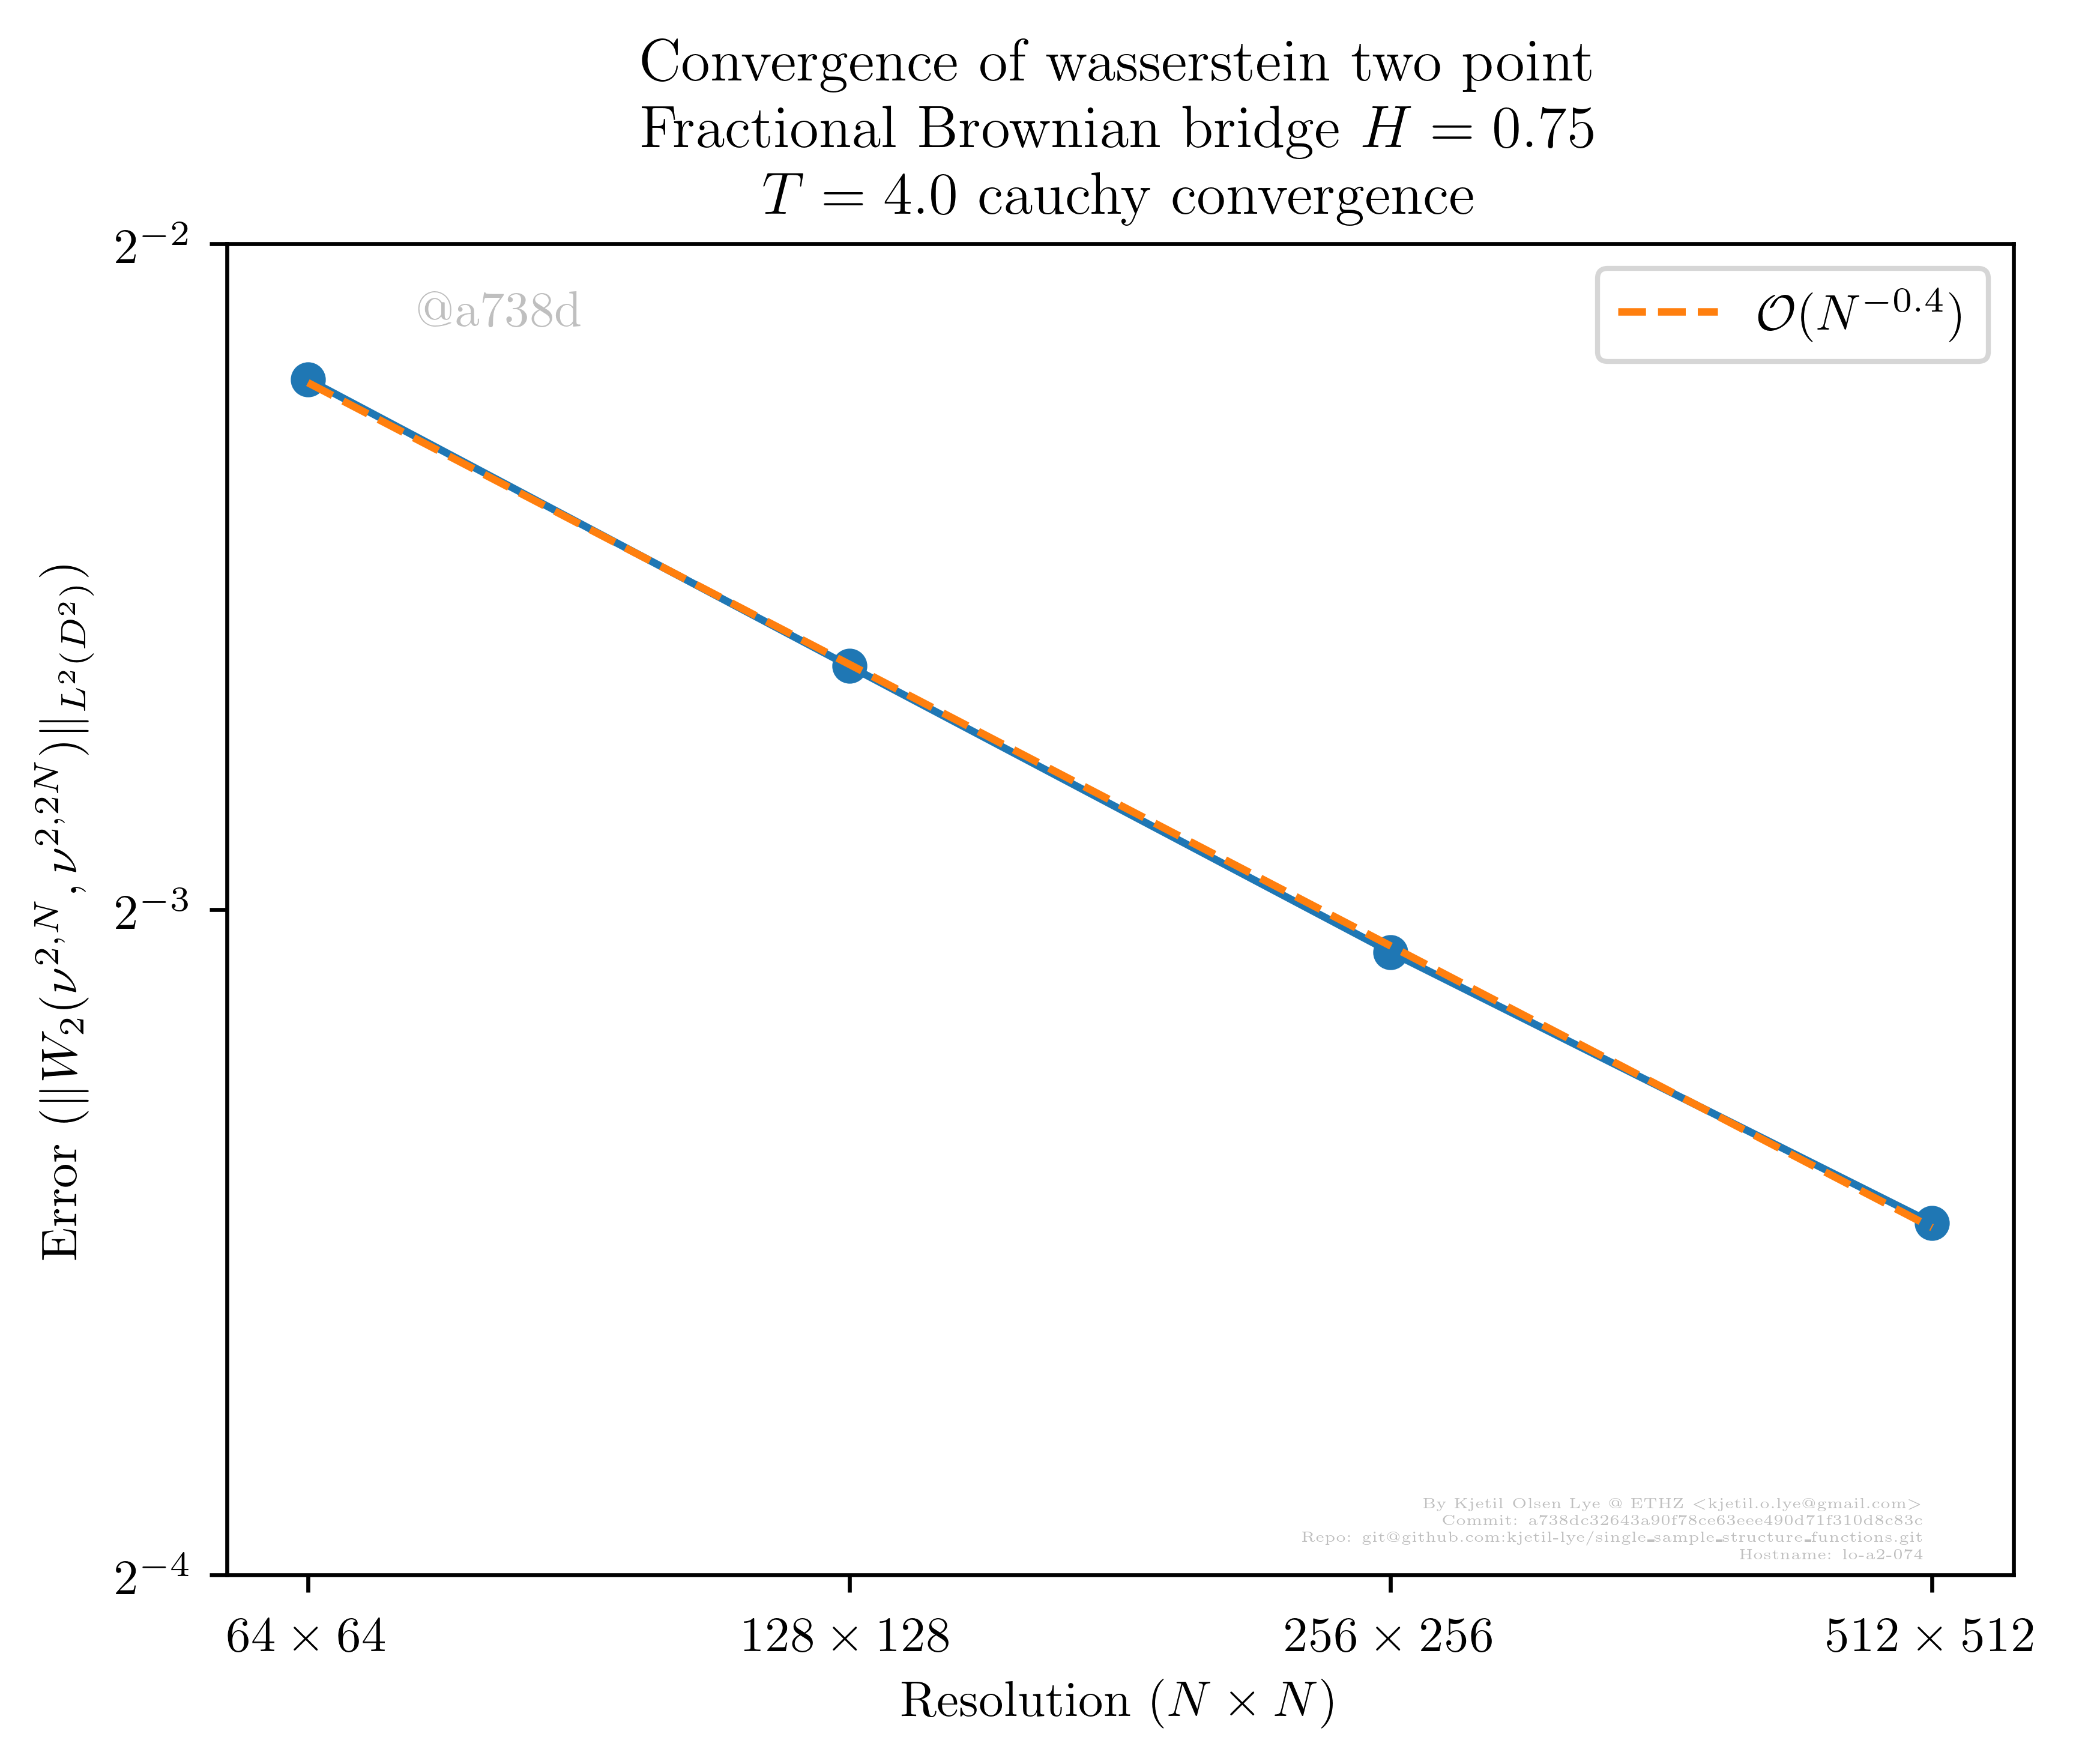 Convergence of wasserstein two point
Fractional Brownian bridge H = 0.75
T = 4.0 cauchy convergence
2⁻²
@a738d
𝒪(N⁻⁰·⁴)
Error (||W₂(ν^{2,N}, ν^{2,2N})||_{L²(D²)})
2⁻³
By Kjetil Olsen Lye @ ETHZ <kjetil.o.lye@gmail.com>
Commit: a738dc32643a90f78ce63eee490d71f310d8c83c
Repo: git@github.com:kjetil-lye/single_sample_structure_functions.git
Hostname: lo-a2-074
2⁻⁴
64 × 64
128 × 128
256 × 256
512 × 512
Resolution (N × N)